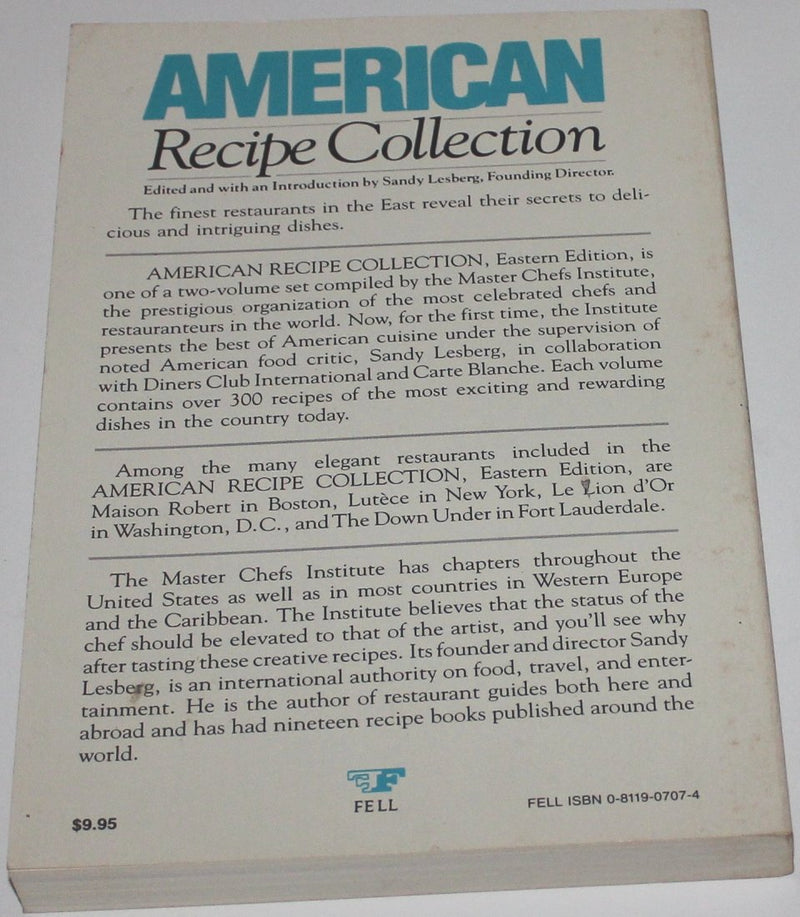 AMERICAN
Recipe Collection
Edited and with an Introduction by Sandy Lesberg, Founding Director.
The finest restaurants in the East reveal their secrets to deli-
cious and intriguing dishes.
AMERICAN RECIPE COLLECTION, Eastern Edition, is
one of a two-volume set compiled by the Master Chefs Institute,
the prestigious organization of the most celebrated chefs and
restauranteurs in the world. Now, for the first time, the Institute
presents the best of American cuisine under the supervision of
noted American food critic, Sandy Lesberg, in collaboration
with Diners Club International and Carte Blanche. Each volume
contains over 300 recipes of the most exciting and rewarding
dishes in the country today.
Among the many elegant restaurants included in the
AMERICAN RECIPE COLLECTION, Eastern Edition, are
Maison Robert in Boston, Lutèce in New York, Le Lion d'Or
in Washington, D.C., and The Down Under in Fort Lauderdale.
The Master Chefs Institute has chapters throughout the
United States as well as in most countries in Western Europe
and the Caribbean. The Institute believes that the status of the
chef should be elevated to that of the artist, and you'll see why
after tasting these creative recipes. Its founder and director Sandy
Lesberg, is an international authority on food, travel, and enter-
tainment. He is the author of restaurant guides both here and
abroad and has had nineteen recipe books published around the
world.
FELL
$9.95
FELL ISBN 0-8119-0707-4